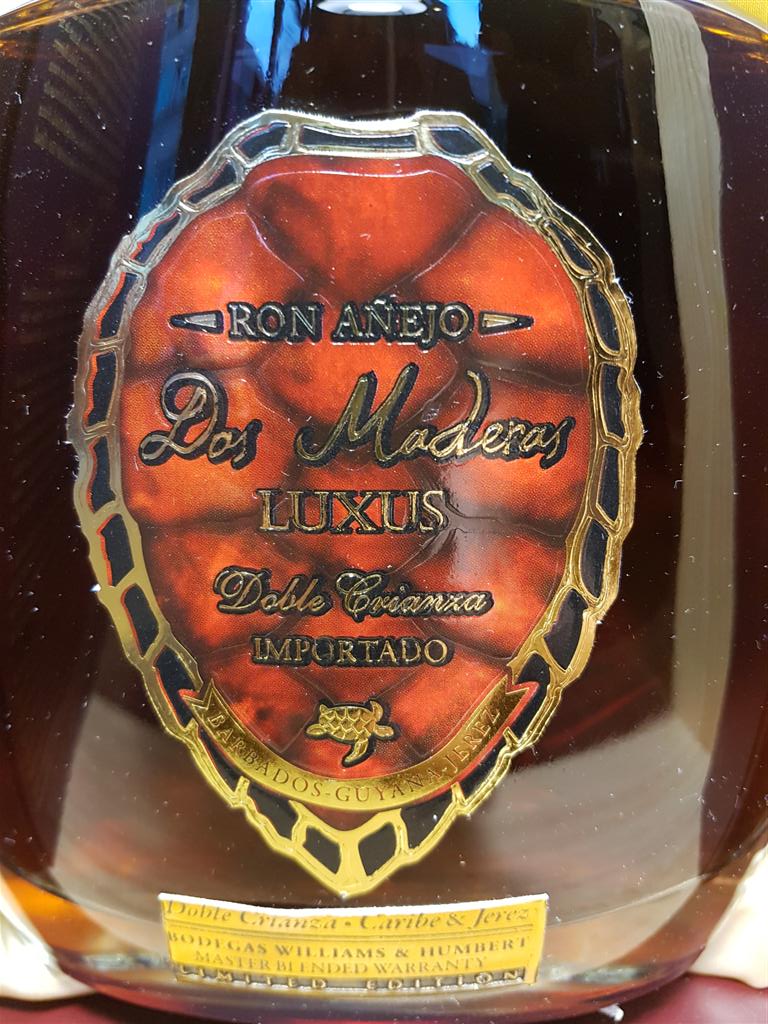 RON AÑEJO
Dos Maderas
LUXUS
Doble Crianza
IMPORTADO
BARBADOS-GUYANA-JEREZ
Doble Crianza • Caribe & Jerez
BODEGAS WILLIAMS & HUMBERT
MASTER BLENDED WARRANTY
LIMITED EDITION